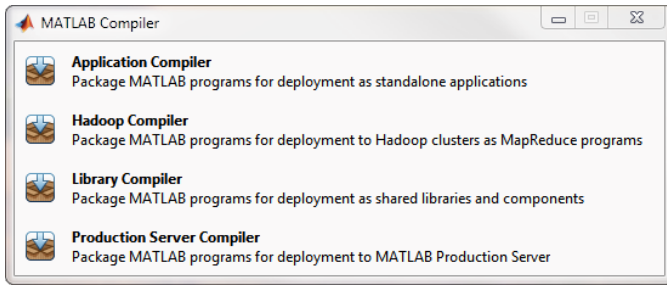 MATLAB Compiler
Application Compiler
Package MATLAB programs for deployment as standalone applications
Hadoop Compiler
Package MATLAB programs for deployment to Hadoop clusters as MapReduce programs
Library Compiler
Package MATLAB programs for deployment as shared libraries and components
Production Server Compiler
Package MATLAB programs for deployment to MATLAB Production Server